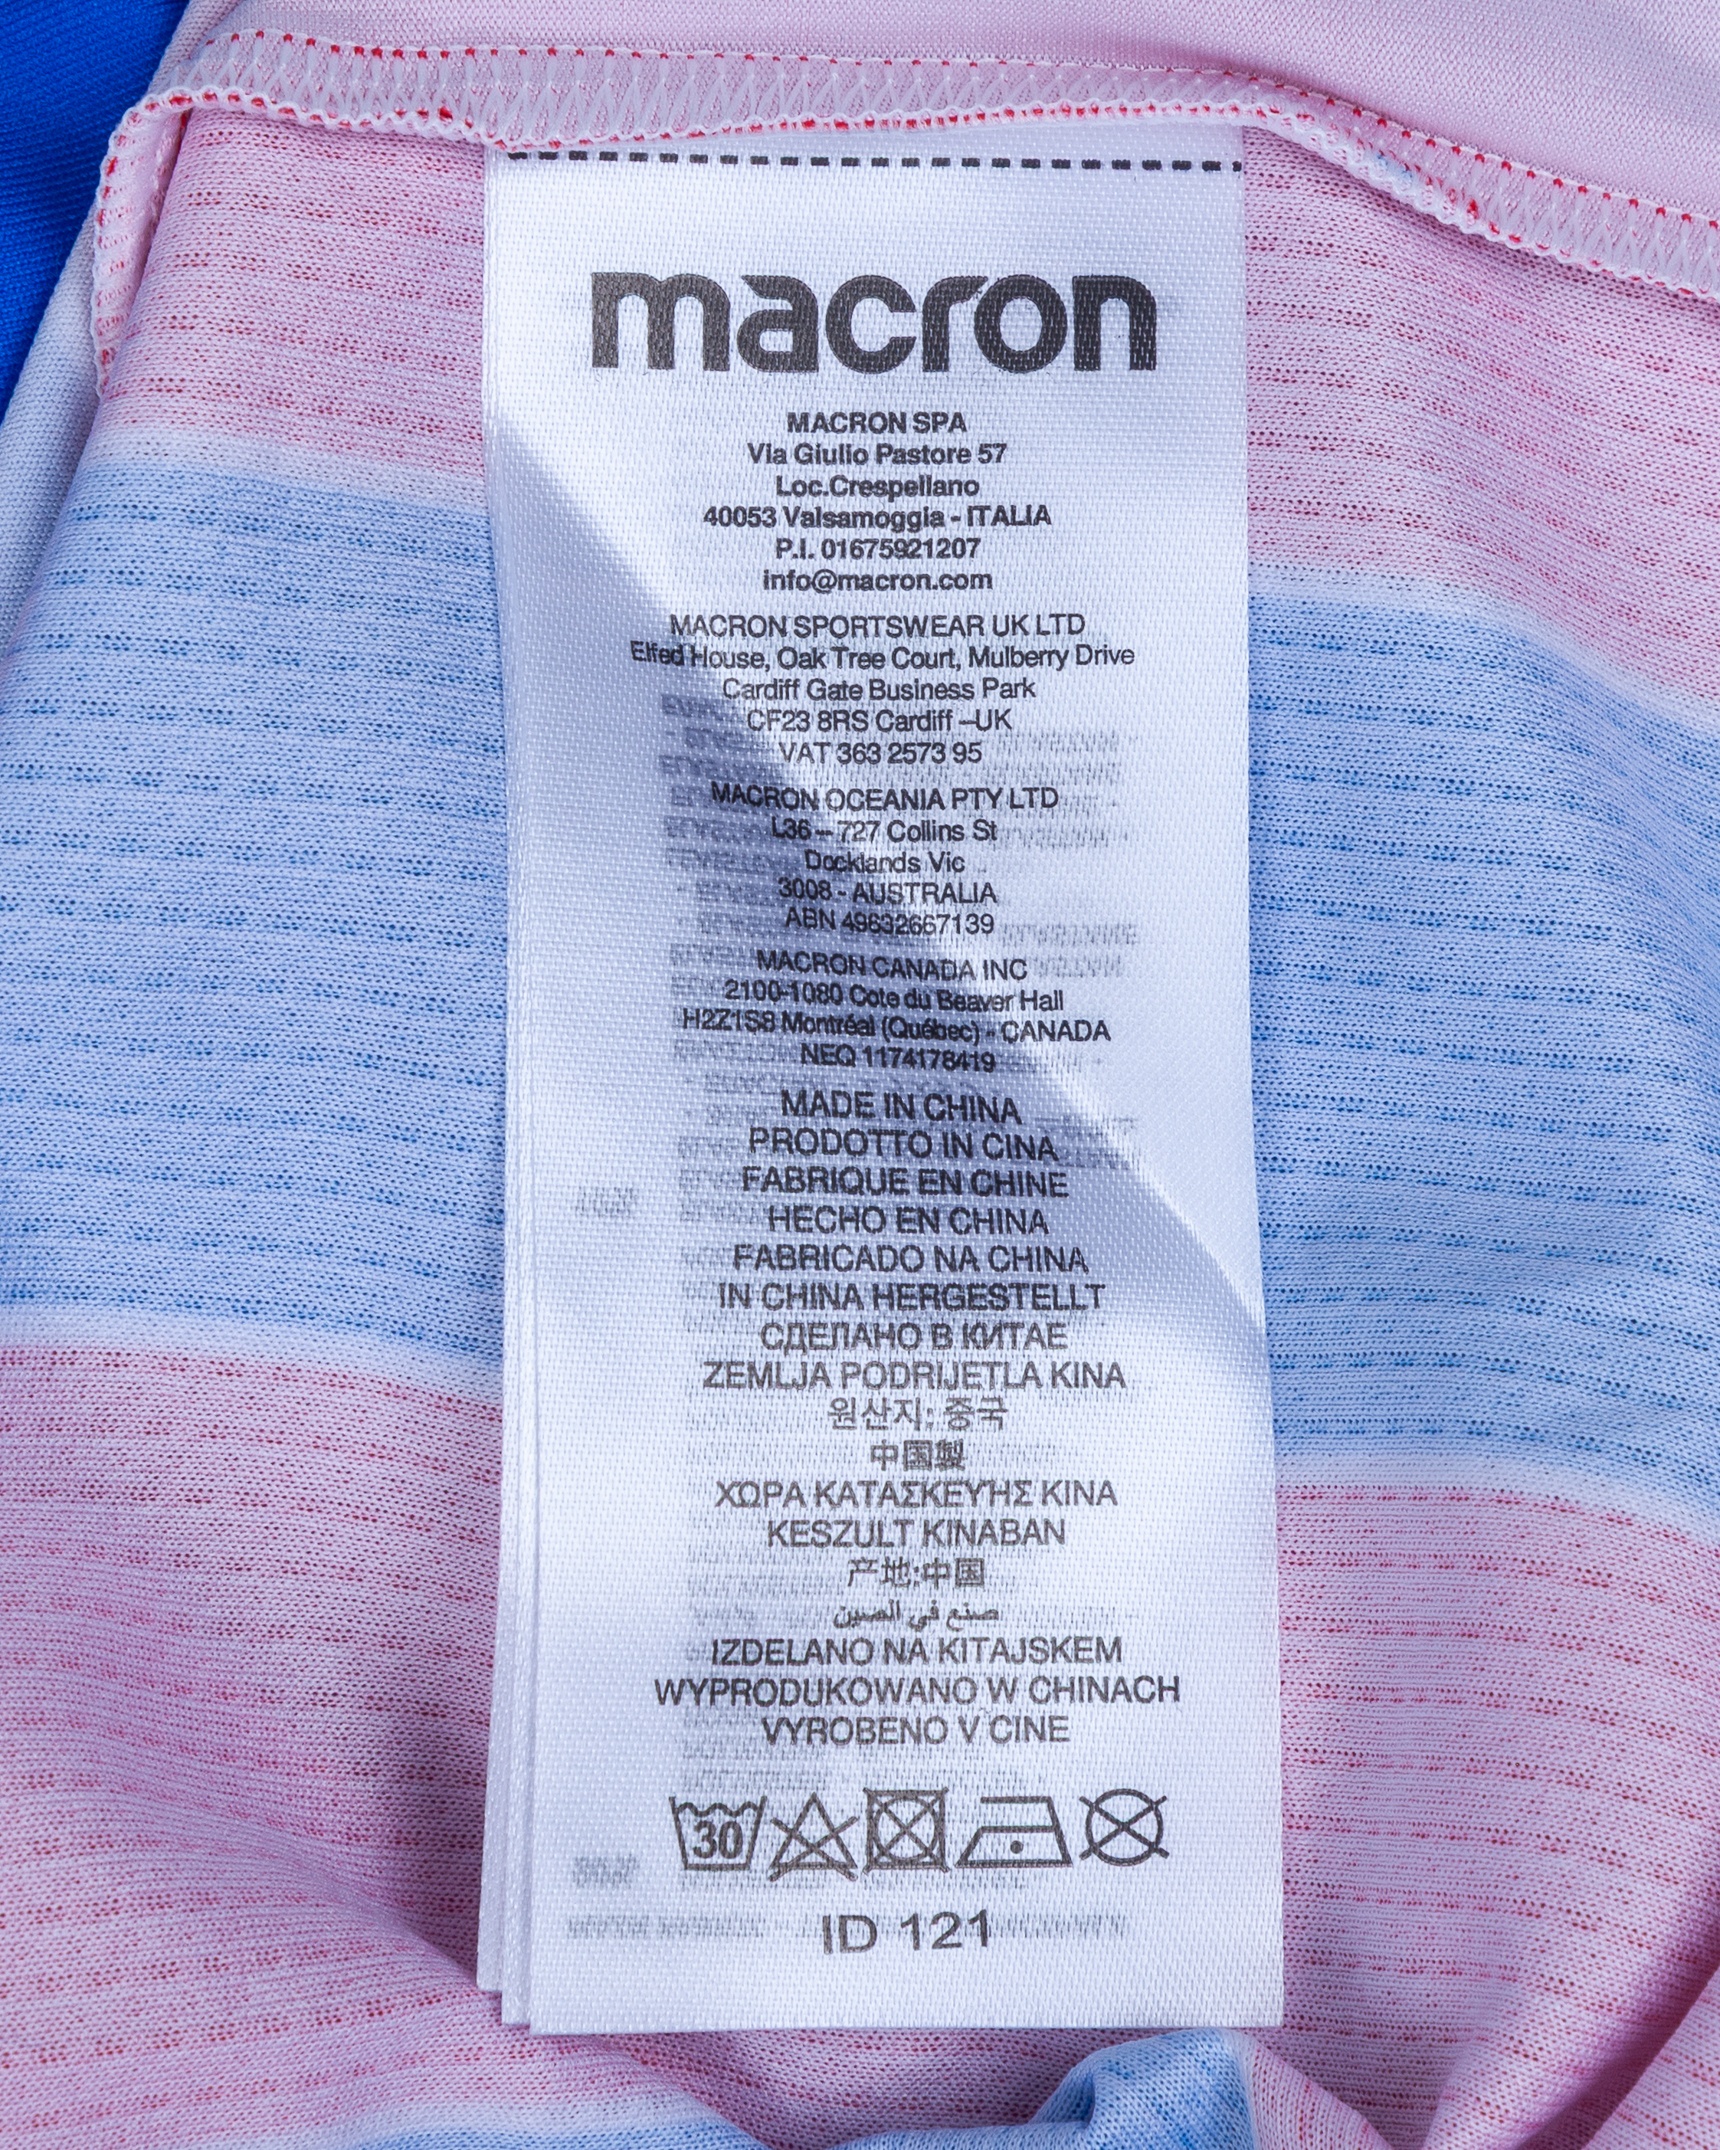 macron
MACRON SPA
Via Giulio Pastore 57
Loc.Crespellano
40053 Valsamoggia - ITALIA
P.I. 01675921207
info@macron.com
MACRON SPORTSWEAR UK LTD
Elfed House, Oak Tree Court, Mulberry Drive
Cardiff Gate Business Park
CF23 8RS Cardiff –UK
VAT 363 2573 95
MACRON OCEANIA PTY LTD
L36 – 727 Collins St
Docklands Vic
3008 - AUSTRALIA
ABN 49632667139
MACRON CANADA INC
2100-1080 Cote du Beaver Hall
H2Z1S8 Montréal (Québec) - CANADA
NEQ 1174178419
MADE IN CHINA
PRODOTTO IN CINA
FABRIQUE EN CHINE
HECHO EN CHINA
FABRICADO NA CHINA
IN CHINA HERGESTELLT
СДЕЛАНО В КИТАЕ
ZEMLJA PODRIJETLA KINA
원산지: 중국
中国製
ΧΩΡΑ ΚΑΤΑΣΚΕΥΉΣ ΚΙΝΑ
KESZULT KINABAN
产地:中国
صنع في الصين
IZDELANO NA KITAJSKEM
WYPRODUKOWANO W CHINACH
VYROBENO V CINE
30
ID 121